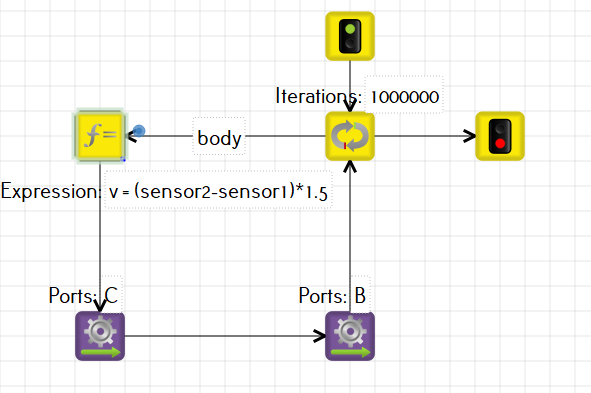 Iterations: 1000000
ƒ=
body
Expression: v = (sensor2-sensor1)*1.5
Ports: C
Ports: B